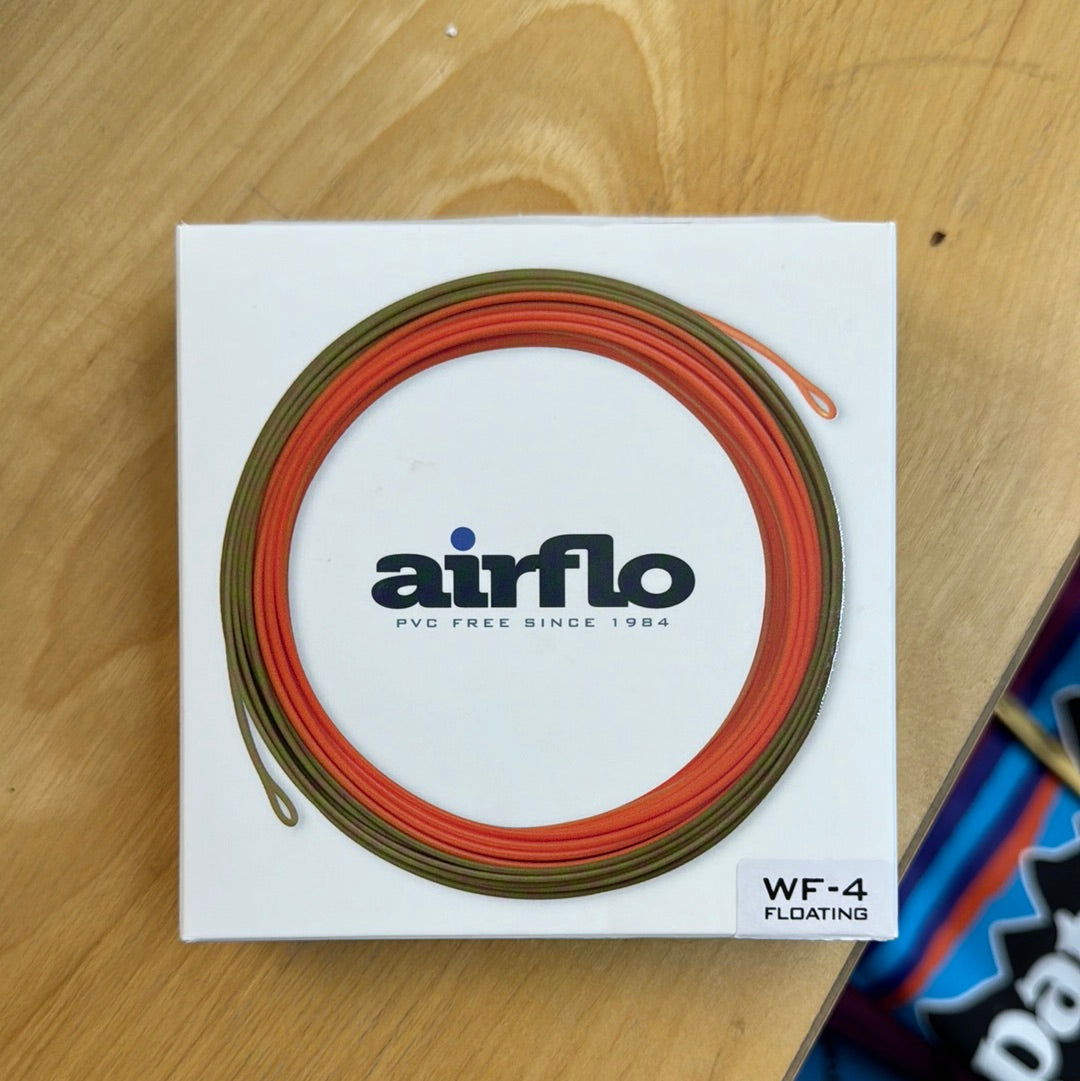 airflo
PVC FREE SINCE 1984
WF-4
FLOATING